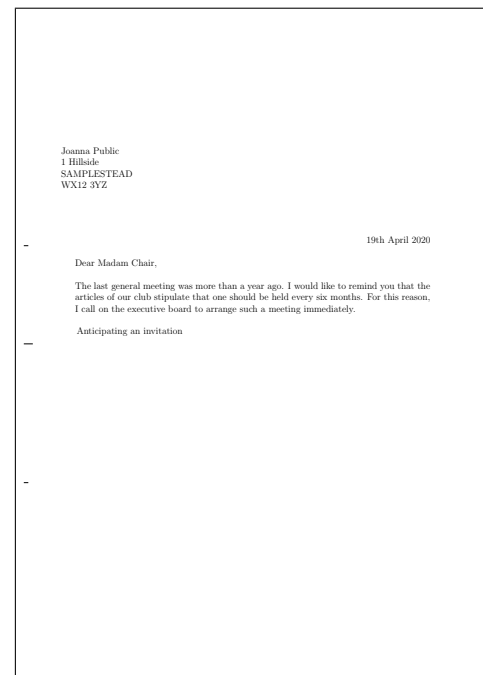 Joanna Public
1 Hillside
SAMPLESTEAD
WX12 3YZ
19th April 2020
Dear Madam Chair,
The last general meeting was more than a year ago. I would like to remind you that the
articles of our club stipulate that one should be held every six months. For this reason,
I call on the executive board to arrange such a meeting immediately.
Anticipating an invitation